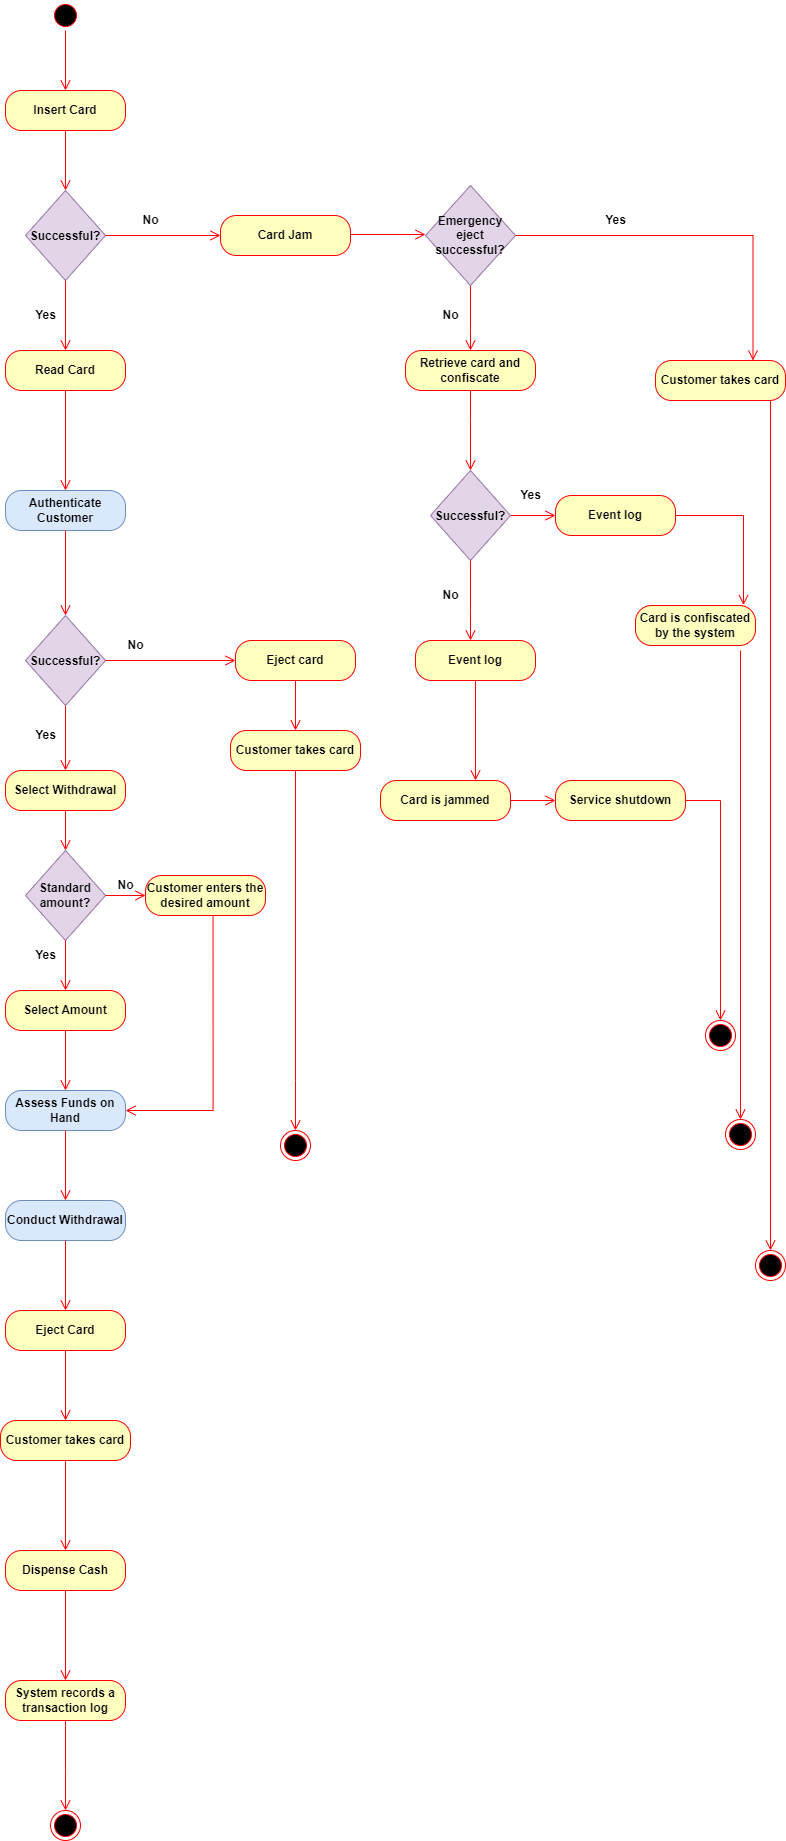 Insert Card
Successful?
No
Card Jam
Emergency
eject
successful?
Yes
Yes
No
Read Card
Retrieve card and
confiscate
Customer takes card
Authenticate
Customer
Successful?
Yes
Event log
No
Card is confiscated
by the system
Successful?
No
Eject card
Event log
Yes
Customer takes card
Select Withdrawal
Card is jammed
Service shutdown
Standard
amount?
No
Customer enters the
desired amount
Yes
Select Amount
Assess Funds on
Hand
Conduct Withdrawal
Eject Card
Customer takes card
Dispense Cash
System records a
transaction log